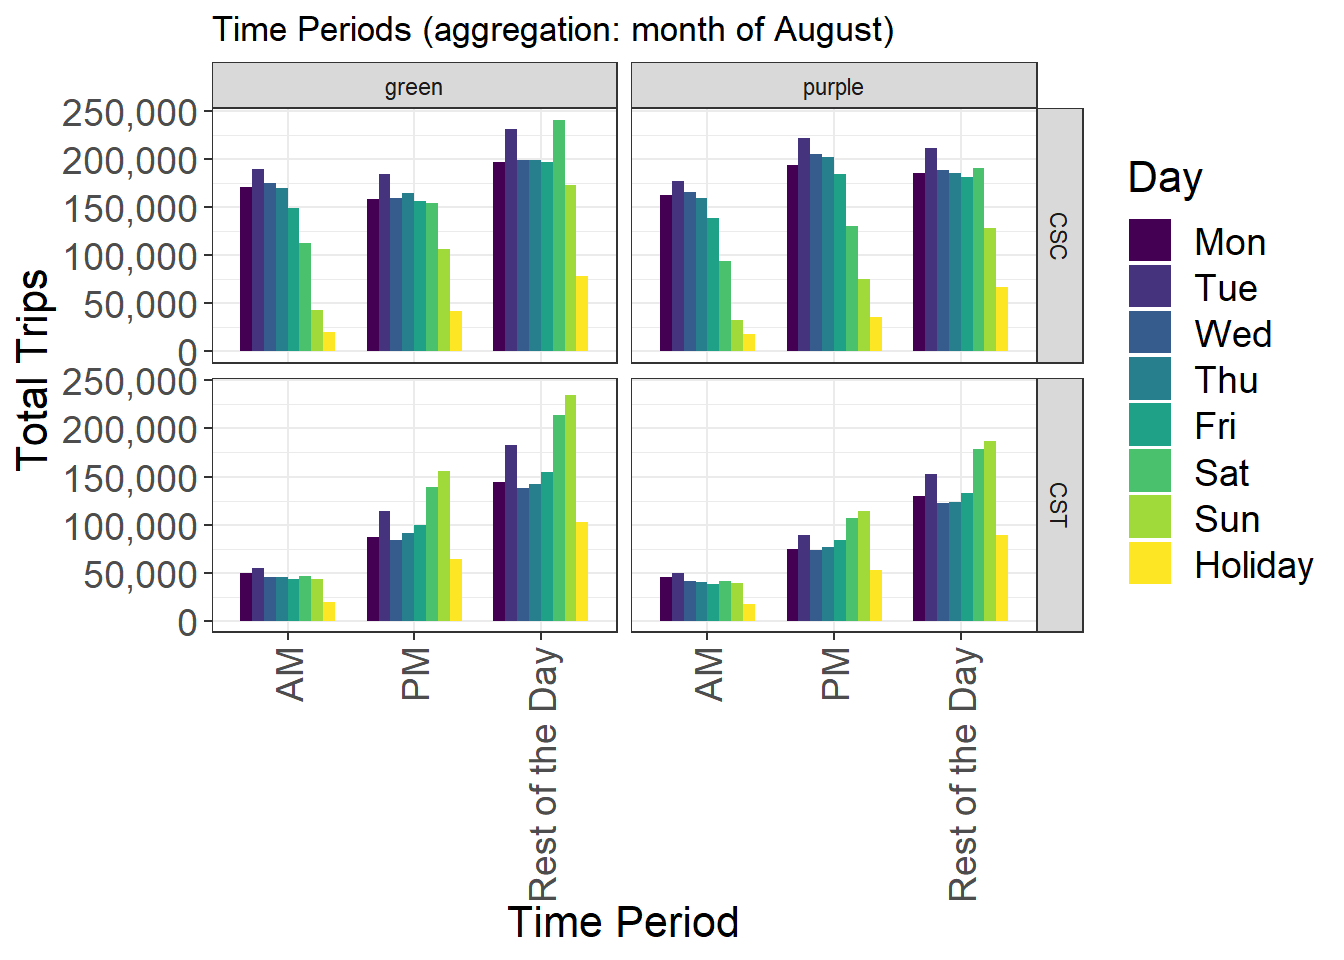 Time Periods (aggregation: month of August)
green
purple
250,000
200,000
150,000
100,000
50,000
0
CSC
250,000
200,000
150,000
100,000
50,000
0
CST
Total Trips
AM
PM
Rest of the Day
AM
PM
Rest of the Day
Time Period
Day
Mon
Tue
Wed
Thu
Fri
Sat
Sun
Holiday